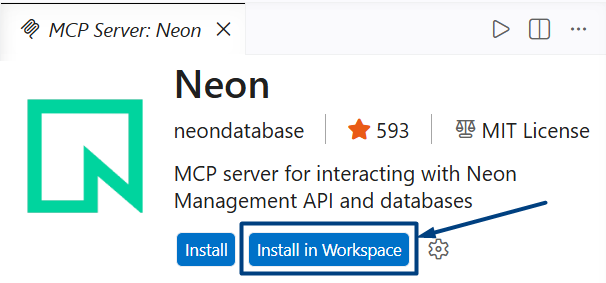 MCP Server: Neon
Neon
neondatabase 593 MIT License
MCP server for interacting with Neon
Management API and databases
Install Install in Workspace